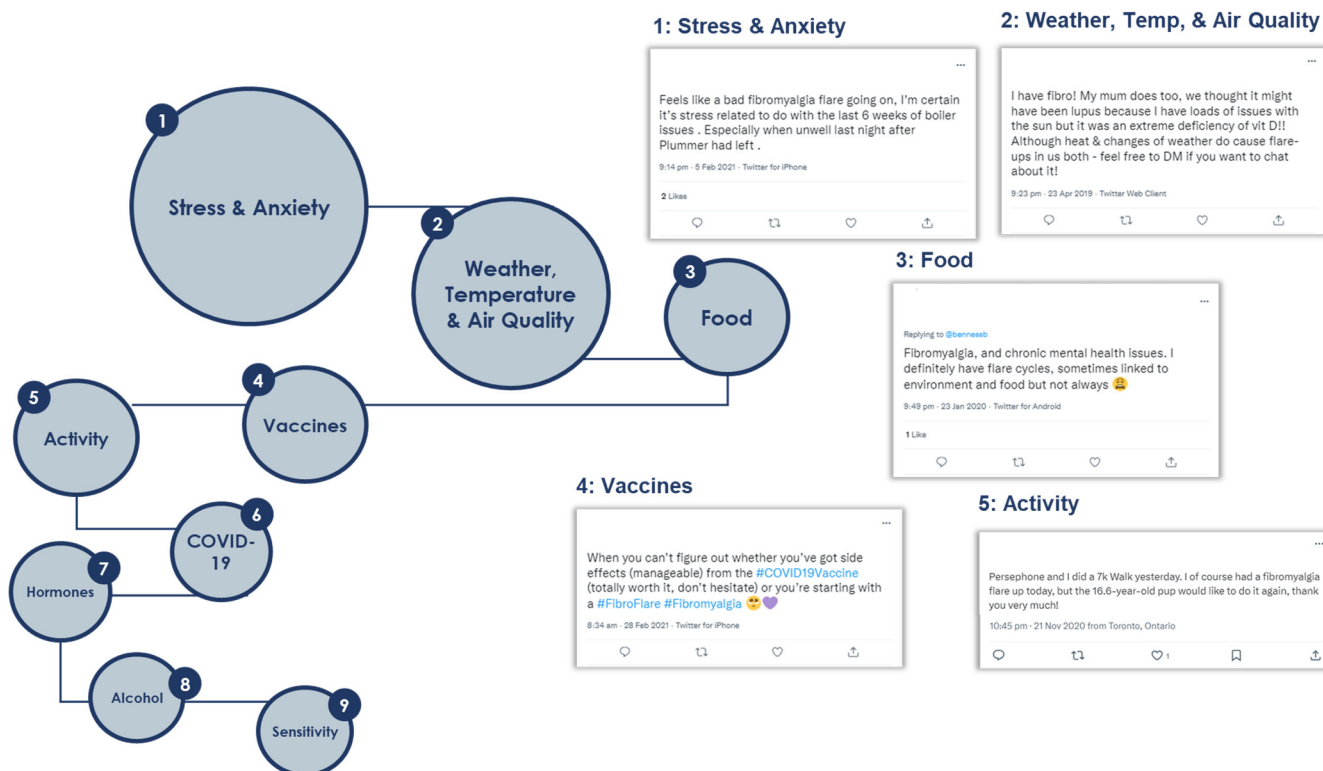 1
Stress & Anxiety
2
Weather,
Temperature
& Air Quality
3
Food
4
Vaccines
5
Activity
6
COVID-
19
7
Hormones
8
Alcohol
9
Sensitivity
1: Stress & Anxiety
Feels like a bad fibromyalgia flare going on, I'm certain
it's stress related to do with the last 6 weeks of boiler
issues . Especially when unwell last night after
Plummer had left .
9:14 pm · 5 Feb 2021 · Twitter for iPhone
2 Likes
2: Weather, Temp, & Air Quality
I have fibro! My mum does too, we thought it might
have been lupus because I have loads of issues with
the sun but it was an extreme deficiency of vit D!!
Although heat & changes of weather do cause flare-
ups in us both - feel free to DM if you want to chat
about it!
9:23 pm · 23 Apr 2019 · Twitter Web Client
3: Food
Replying to @bennessb
Fibromyalgia, and chronic mental health issues. I
definitely have flare cycles, sometimes linked to
environment and food but not always 😩
9:49 pm · 23 Jan 2020 · Twitter for Android
1 Like
4: Vaccines
When you can't figure out whether you've got side
effects (manageable) from the #COVID19Vaccine
(totally worth it, don't hesitate) or you're starting with
a #FibroFlare #Fibromyalgia 🥺💜
8:34 am · 28 Feb 2021 · Twitter for iPhone
5: Activity
Persephone and I did a 7k Walk yesterday. I of course had a fibromyalgia
flare up today, but the 16.6-year-old pup would like to do it again, thank
you very much!
10:45 pm · 21 Nov 2020 from Toronto, Ontario
1